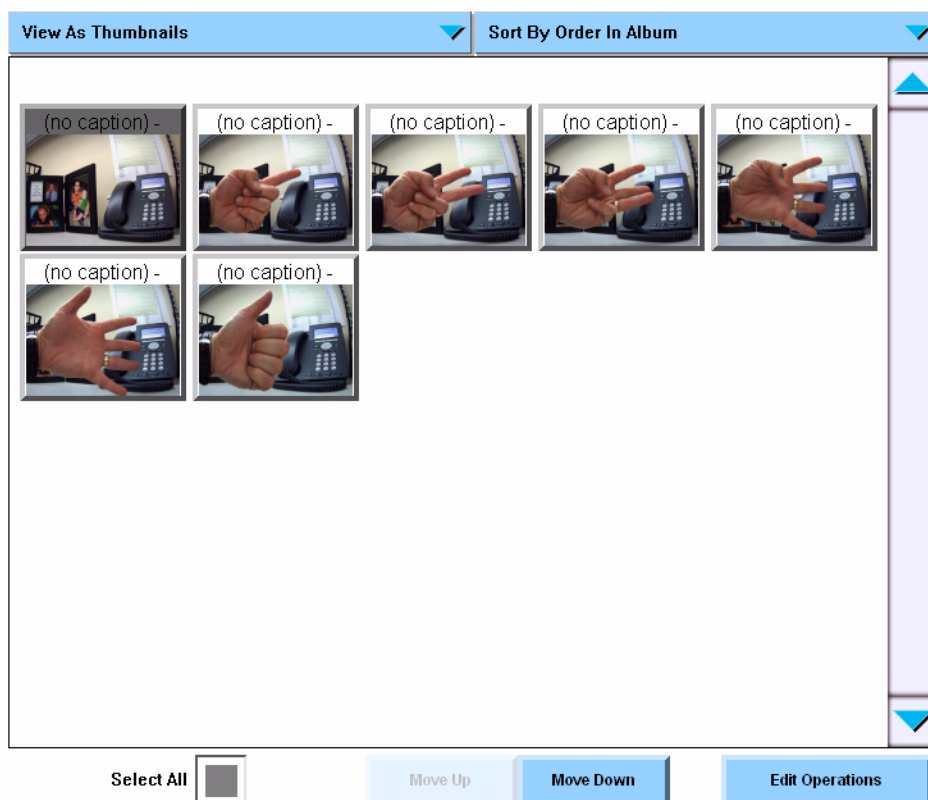 View As Thumbnails
Sort By Order In Album
(no caption) -
(no caption) -
(no caption) -
(no caption) -
(no caption) -
(no caption) -
(no caption) -
Select All
Move Up
Move Down
Edit Operations